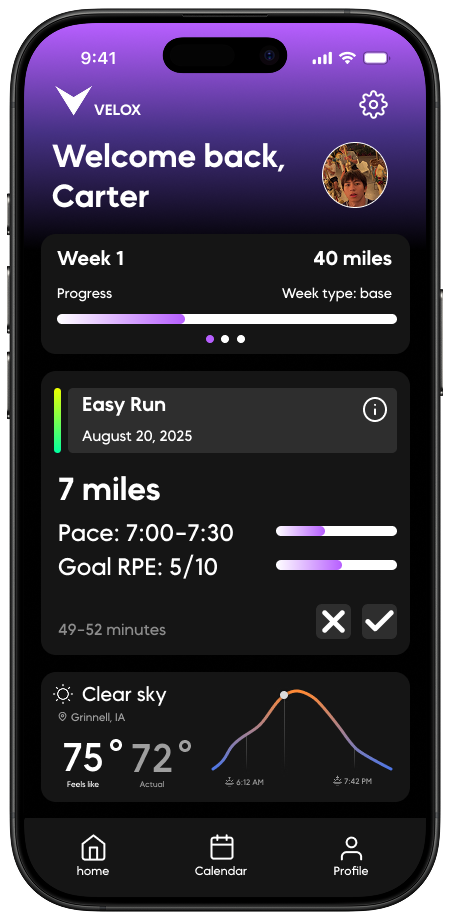 9:41
VELOX
Welcome back,
Carter
Week 1 40 miles
Progress Week type: base
Easy Run
August 20, 2025
7 miles
Pace: 7:00-7:30
Goal RPE: 5/10
49-52 minutes
Clear sky
Grinnell, IA
75° 72°
Feels like Actual
6:12 AM 7:42 PM
home Calendar Profile